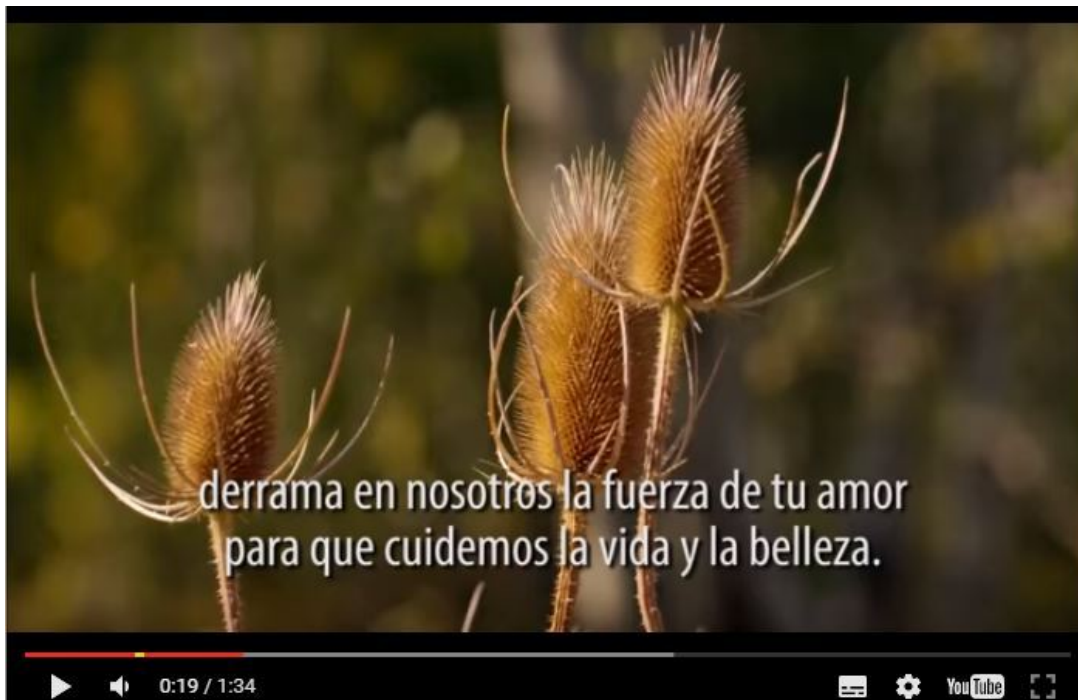 derrama en nosotros la fuerza de tu amor
para que cuidemos la vida y la belleza.
0:19 / 1:34
YouTube